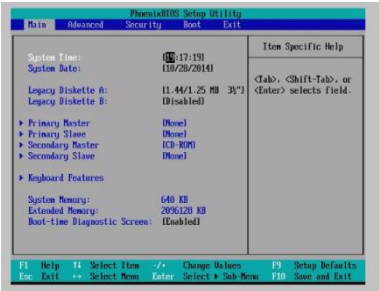 PhoenixBIOS Setup Utility
Main Advanced Security Boot Exit
System Time: [10:17:19]
System Date: [10/28/2014]
Legacy Diskette A: [1.44/1.25 MB 3½"]
Legacy Diskette B: [Disabled]
Primary Master [None]
Primary Slave [None]
Secondary Master [CD-ROM]
Secondary Slave [None]
Keyboard Features
System Memory: 640 KB
Extended Memory: 2096128 KB
Boot-time Diagnostic Screen: [Enabled]
Item Specific Help
<Tab>, <Shift-Tab>, or
<Enter> selects field.
F1 Help ↑↓ Select Item -/+ Change Values F9 Setup Defaults
Esc Exit ↔ Select Menu Enter Select ▸ Sub-Menu F10 Save and Exit